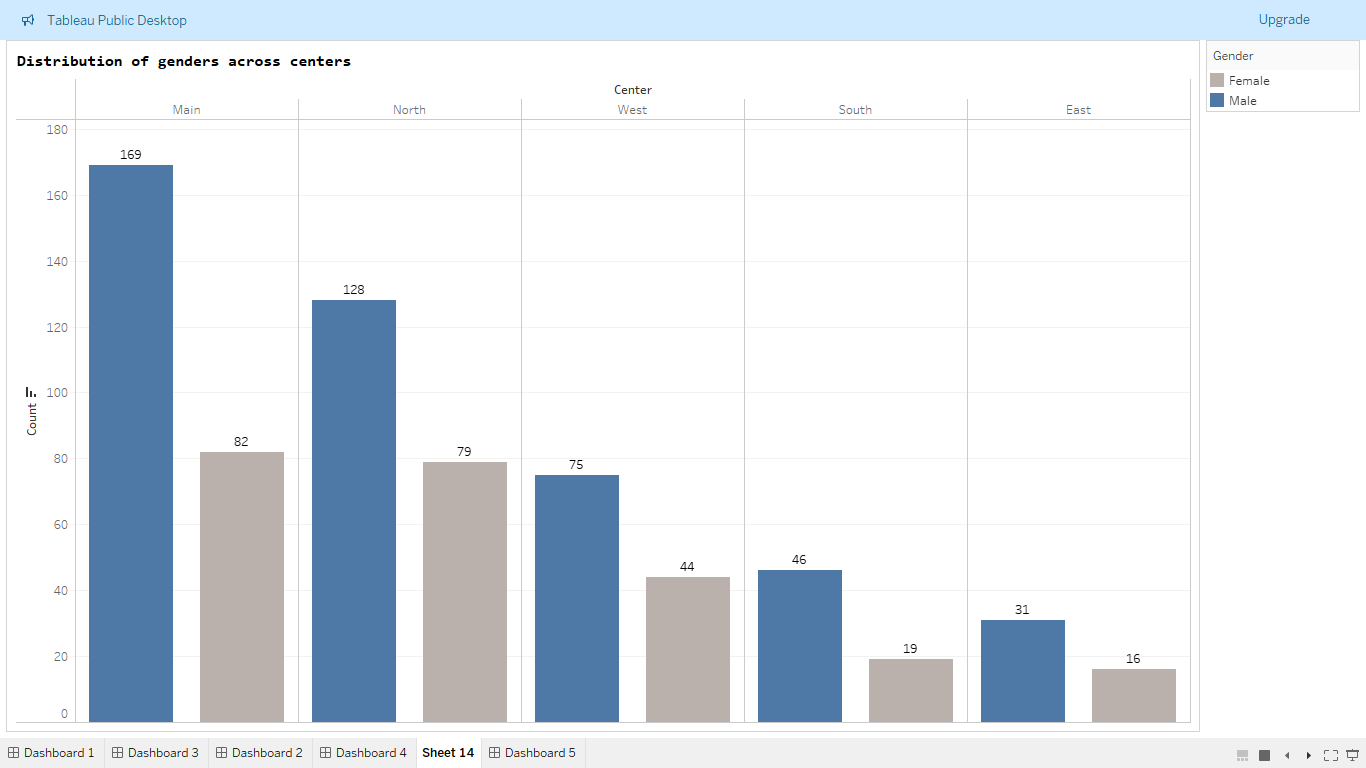 Tableau Public Desktop
Upgrade
Distribution of genders across centers
Gender
Female
Male
Center
Main North West South East
180
160
140
120
100
80
60
40
20
0
Count
169
82
128
79
75
44
46
19
31
16
Dashboard 1 Dashboard 3 Dashboard 2 Dashboard 4 Sheet 14 Dashboard 5